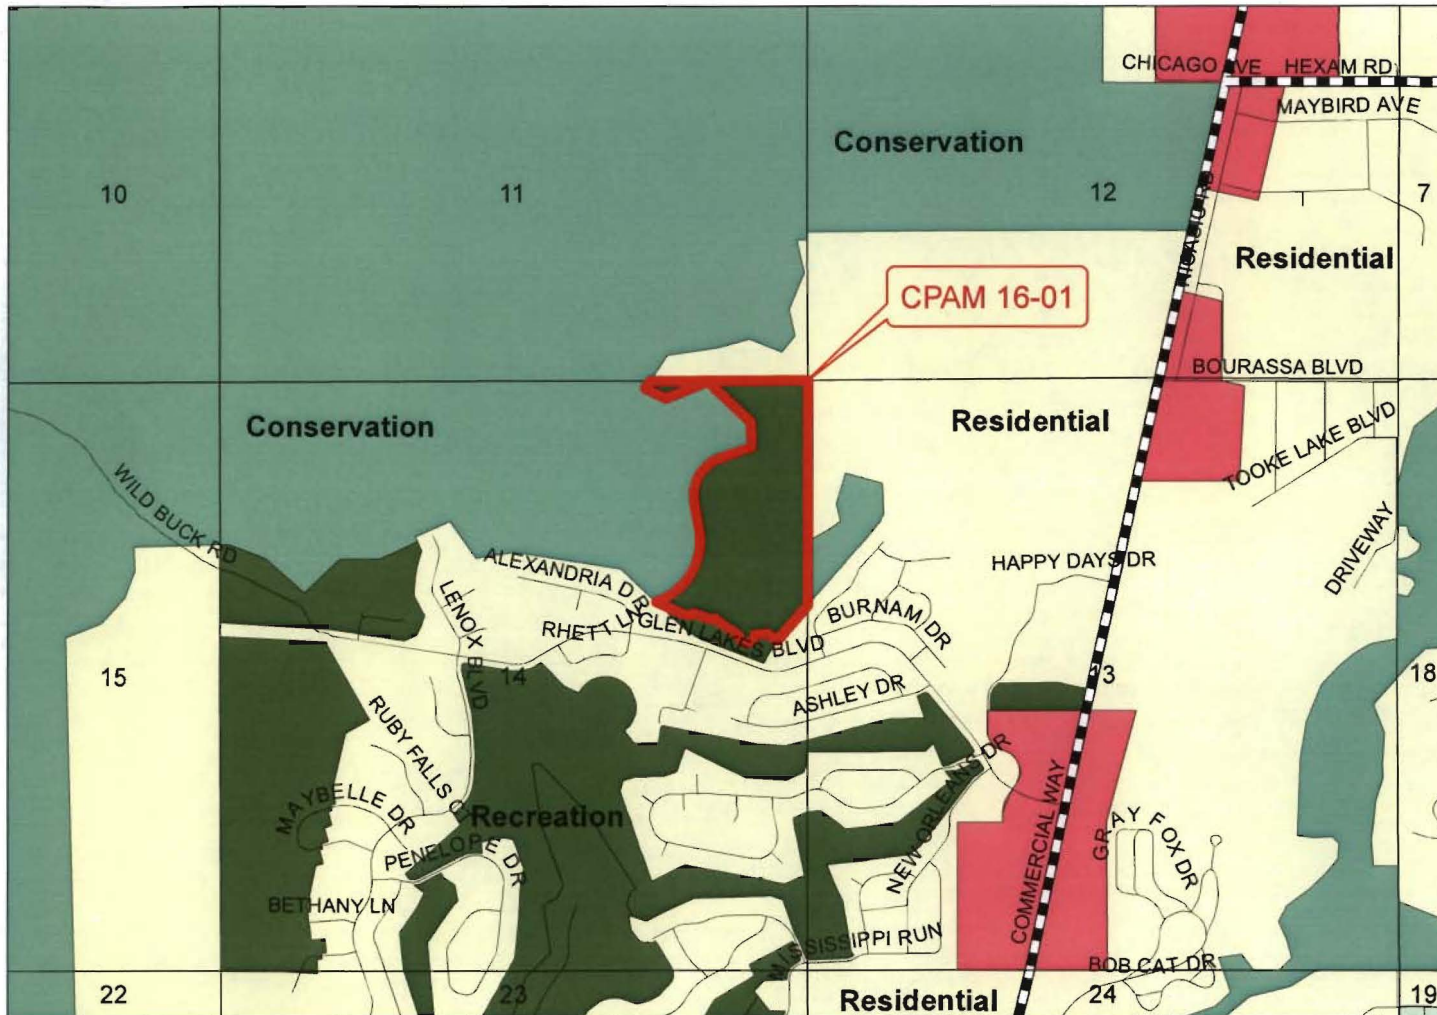 CHICAGO AVE HEXAM RD
MAYBIRD AVE
Conservation
10
11
12
7
Residential
CPAM 16-01
BOURASSA BLVD
Conservation
Residential
TOOKE LAKE BLVD
WILD BUCK RD
DRIVEWAY
ALEXANDRIA DR
HAPPY DAYS DR
LENOX BLVD
RHETT LN
GLEN LAKES BLVD
BURNAM DR
15
14
13
18
ASHLEY DR
RUBY FALLS CT
NEW ORLEANS DR
MAYBELLE DR
Recreation
PENELOPE DR
COMMERCIAL WAY
GRAY FOX DR
BETHANY LN
MISSISSIPPI RUN
BOB CAT DR
22
23
Residential
24
19